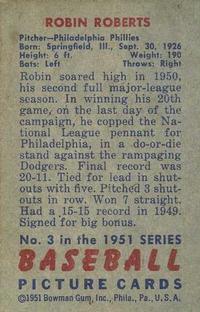 ROBIN ROBERTS
Pitcher—Philadelphia Phillies
Born: Springfield, Ill., Sept. 30, 1926
Height: 6 ft. Weight: 190
Bats: Left Throws: Right
Robin soared high in 1950,
his second full major-league
season. In winning his 20th
game, on the last day of the
campaign, he copped the Na-
tional League pennant for
Philadelphia, in a do-or-die
stand against the rampaging
Dodgers. Final record was
20-11. Tied for lead in shut-
outs with five. Pitched 3 shut-
outs in a row. Won 7 straight.
Had a 15-15 record in 1949.
Signed for big bonus.
No. 3 in the 1951 SERIES
BASEBALL
PICTURE CARDS
©1951 Bowman Gum, Inc., Phila., Pa., U. S. A.